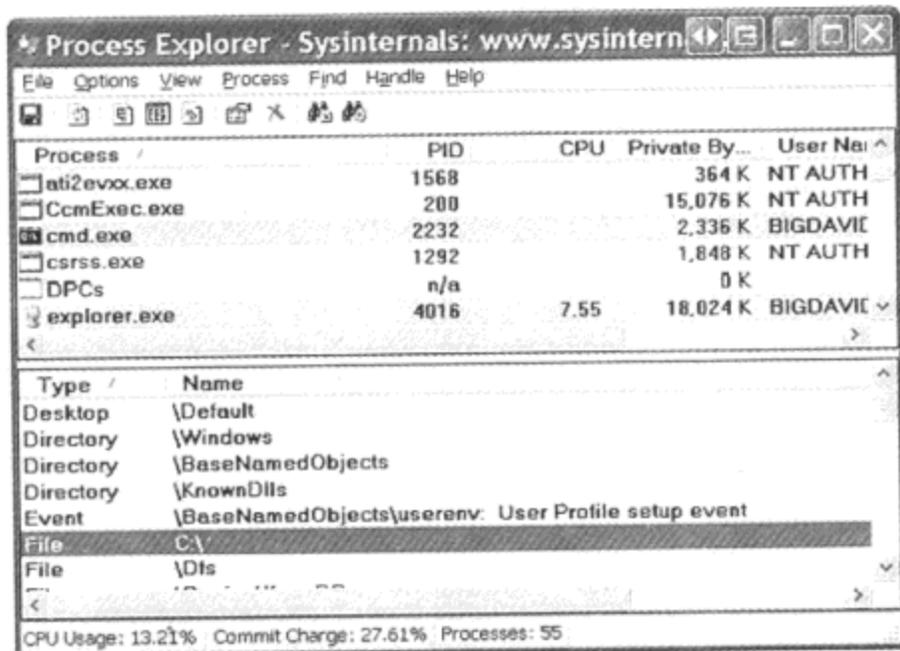 Process Explorer - Sysinternals: www.sysintern
File Options View Process Find Handle Help
Process / PID CPU Private By... User Nar
ati2evxx.exe 1568 364 K NT AUTH
CcmExec.exe 200 15,076 K NT AUTH
cmd.exe 2232 2,336 K BIGDAVID
csrss.exe 1292 1,848 K NT AUTH
DPCs n/a 0 K
explorer.exe 4016 7.55 18,024 K BIGDAVID
Type / Name
Desktop \Default
Directory \Windows
Directory \BaseNamedObjects
Directory \KnownDlls
Event \BaseNamedObjects\userenv: User Profile setup event
File C:\
File \Dfs
CPU Usage: 13.21% Commit Charge: 27.61% Processes: 55